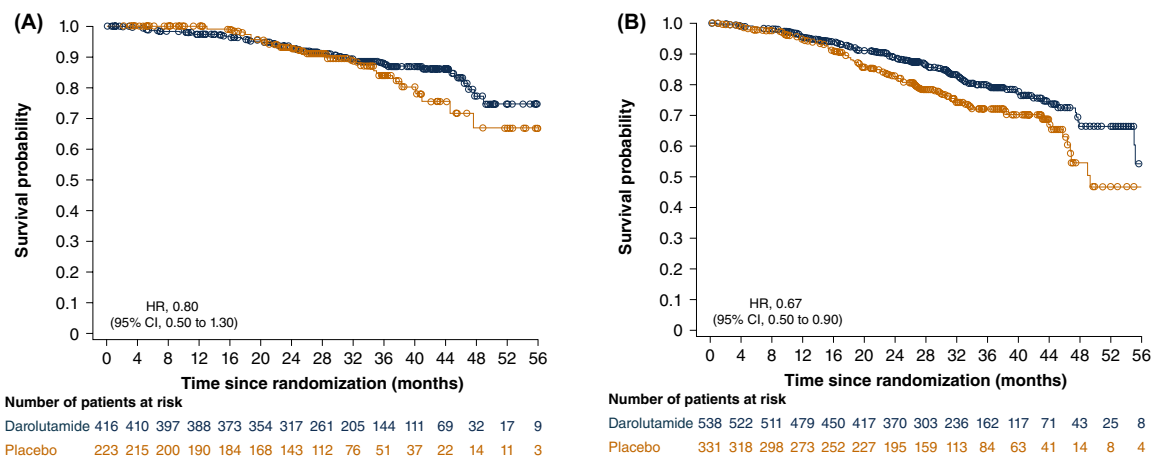 (A)
1.0
0.9
0.8
0.7
0.6
0.5
0.4
0.3
0.2
0.1
0
Survival probability
HR, 0.80
(95% CI, 0.50 to 1.30)
0 4 8 12 16 20 24 28 32 36 40 44 48 52 56
Time since randomization (months)
Number of patients at risk
Darolutamide 416 410 397 388 373 354 317 261 205 144 111 69 32 17 9
Placebo 223 215 200 190 184 168 143 112 76 51 37 22 14 11 3
(B)
1.0
0.9
0.8
0.7
0.6
0.5
0.4
0.3
0.2
0.1
0
Survival probability
HR, 0.67
(95% CI, 0.50 to 0.90)
0 4 8 12 16 20 24 28 32 36 40 44 48 52 56
Time since randomization (months)
Number of patients at risk
Darolutamide 538 522 511 479 450 417 370 303 236 162 117 71 43 25 8
Placebo 331 318 298 273 252 227 195 159 113 84 63 41 14 8 4